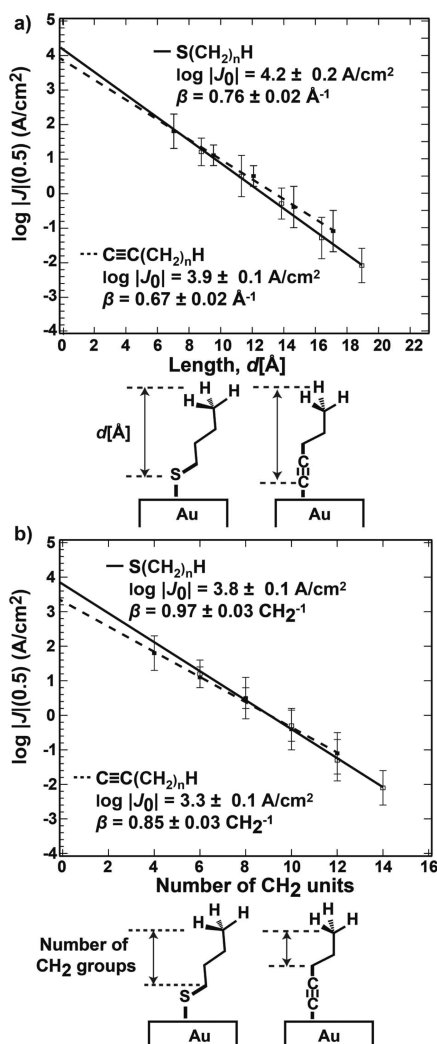 a)
5
4
3
2
1
0
-1
-2
-3
-4
log |J|(0.5) (A/cm²)
S(CH₂)ₙH
log |J₀| = 4.2 ± 0.2 A/cm²
β = 0.76 ± 0.02 Å⁻¹
C≡C(CH₂)ₙH
log |J₀| = 3.9 ± 0.1 A/cm²
β = 0.67 ± 0.02 Å⁻¹
0 2 4 6 8 10 12 14 16 18 20 22
Length, d[Å]
d[Å]
H
H H
S
Au
H
H H
C
C
Au
b)
5
4
3
2
1
0
-1
-2
-3
-4
log |J|(0.5) (A/cm²)
S(CH₂)ₙH
log |J₀| = 3.8 ± 0.1 A/cm²
β = 0.97 ± 0.03 CH₂⁻¹
C≡C(CH₂)ₙH
log |J₀| = 3.3 ± 0.1 A/cm²
β = 0.85 ± 0.03 CH₂⁻¹
0 2 4 6 8 10 12 14 16
Number of CH₂ units
Number of
CH₂ groups
H
H H
S
Au
H
H H
C
C
Au